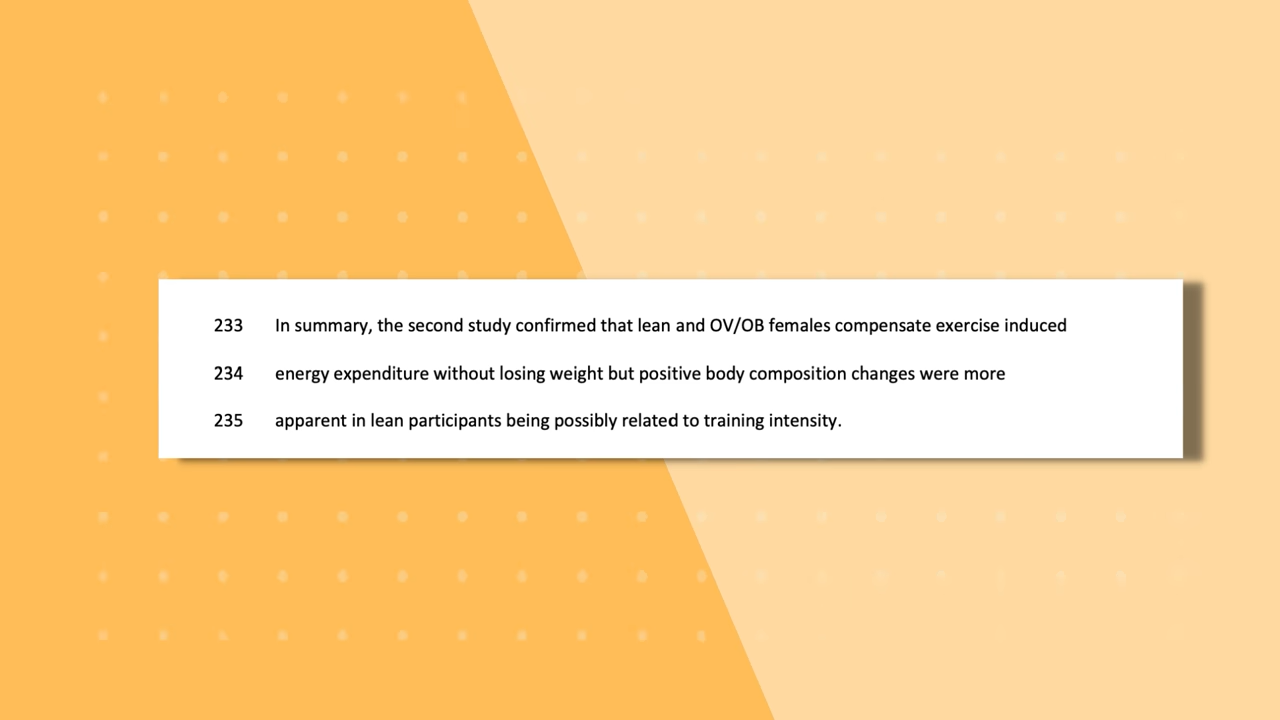 233 In summary, the second study confirmed that lean and OV/OB females compensate exercise induced
234 energy expenditure without losing weight but positive body composition changes were more
235 apparent in lean participants being possibly related to training intensity.